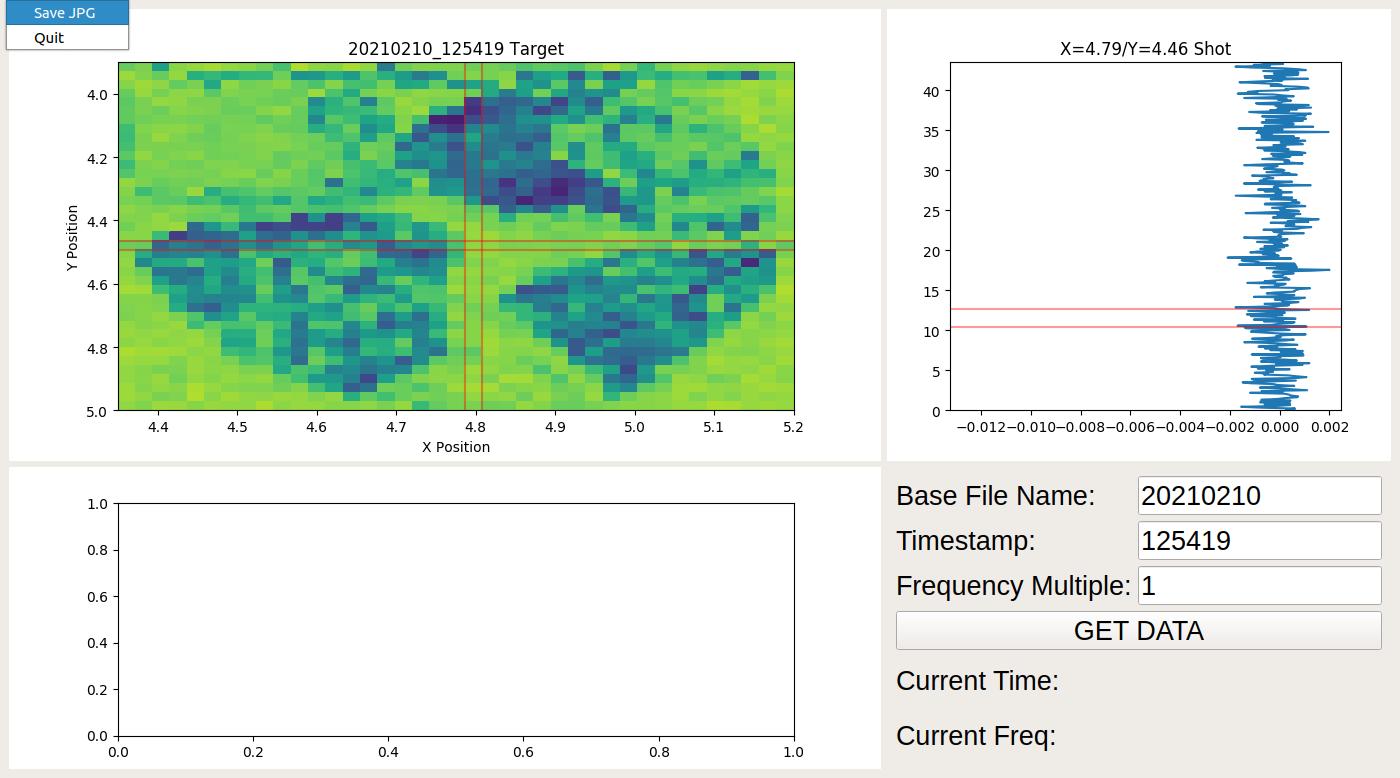 Save JPG
Quit
20210210_125419 Target
4.0
4.2
4.4
4.6
4.8
5.0
Y Position
4.4 4.5 4.6 4.7 4.8 4.9 5.0 5.1 5.2
X Position
X=4.79/Y=4.46 Shot
40
35
30
25
20
15
10
5
0
−0.012 −0.010 −0.008 −0.006 −0.004 −0.002 0.000 0.002
1.0
0.8
0.6
0.4
0.2
0.0
0.0 0.2 0.4 0.6 0.8 1.0
Base File Name: 20210210
Timestamp: 125419
Frequency Multiple: 1
GET DATA
Current Time:
Current Freq: